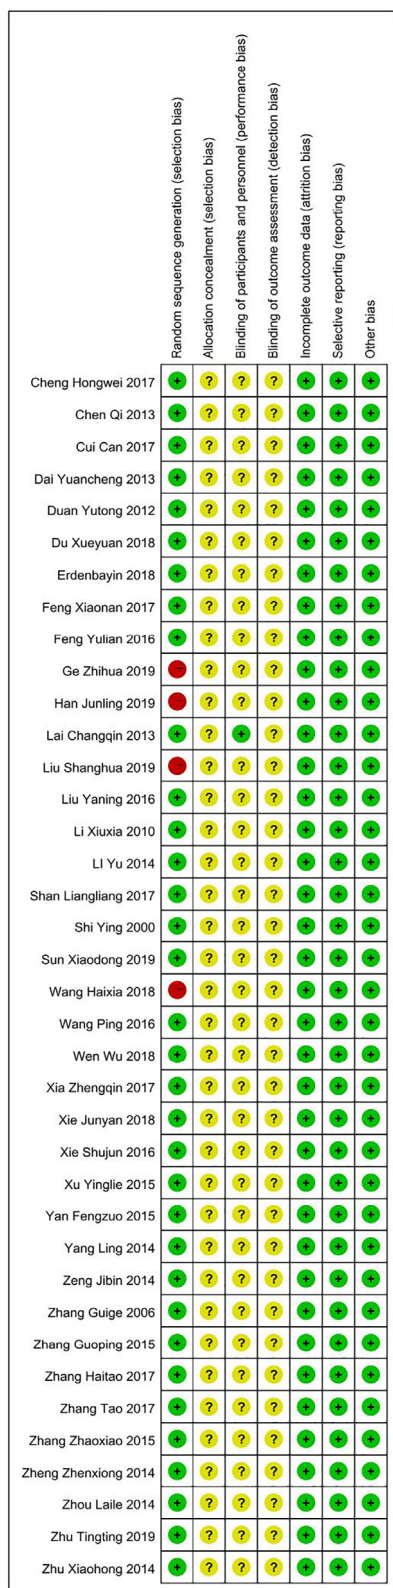 Random sequence generation (selection bias)
Allocation concealment (selection bias)
Blinding of participants and personnel (performance bias)
Blinding of outcome assessment (detection bias)
Incomplete outcome data (attrition bias)
Selective reporting (reporting bias)
Other bias
Cheng Hongwei 2017 + ? ? ? + + +
Chen Qi 2013 + ? ? ? + + +
Cui Can 2017 + ? ? ? + + +
Dai Yuancheng 2013 + ? ? ? + + +
Duan Yutong 2012 + ? ? ? + + +
Du Xueyuan 2018 + ? ? ? + + +
Erdenbayin 2018 + ? ? ? + + +
Feng Xiaonan 2017 + ? ? ? + + +
Feng Yulian 2016 + ? ? ? + + +
Ge Zhihua 2019 − ? ? ? + + +
Han Junling 2019 − ? ? ? + + +
Lai Changqin 2013 + ? + ? + + +
Liu Shanghua 2019 − ? ? ? + + +
Liu Yaning 2016 + ? ? ? + + +
Li Xiuxia 2010 + ? ? ? + + +
LI Yu 2014 + ? ? ? + + +
Shan Liangliang 2017 + ? ? ? + + +
Shi Ying 2000 + ? ? ? + + +
Sun Xiaodong 2019 + ? ? ? + + +
Wang Haixia 2018 − ? ? ? + + +
Wang Ping 2016 + ? ? ? + + +
Wen Wu 2018 + ? ? ? + + +
Xia Zhengqin 2017 + ? ? ? + + +
Xie Junyan 2018 + ? ? ? + + +
Xie Shujun 2016 + ? ? ? + + +
Xu Yinglie 2015 + ? ? ? + + +
Yan Fengzuo 2015 + ? ? ? + + +
Yang Ling 2014 + ? ? ? + + +
Zeng Jibin 2014 + ? ? ? + + +
Zhang Guige 2006 + ? ? ? + + +
Zhang Guoping 2015 + ? ? ? + + +
Zhang Haitao 2017 + ? ? ? + + +
Zhang Tao 2017 + ? ? ? + + +
Zhang Zhaoxiao 2015 + ? ? ? + + +
Zheng Zhenxiong 2014 + ? ? ? + + +
Zhou Laile 2014 + ? ? ? + + +
Zhu Tingting 2019 + ? ? ? + + +
Zhu Xiaohong 2014 + ? ? ? + + +